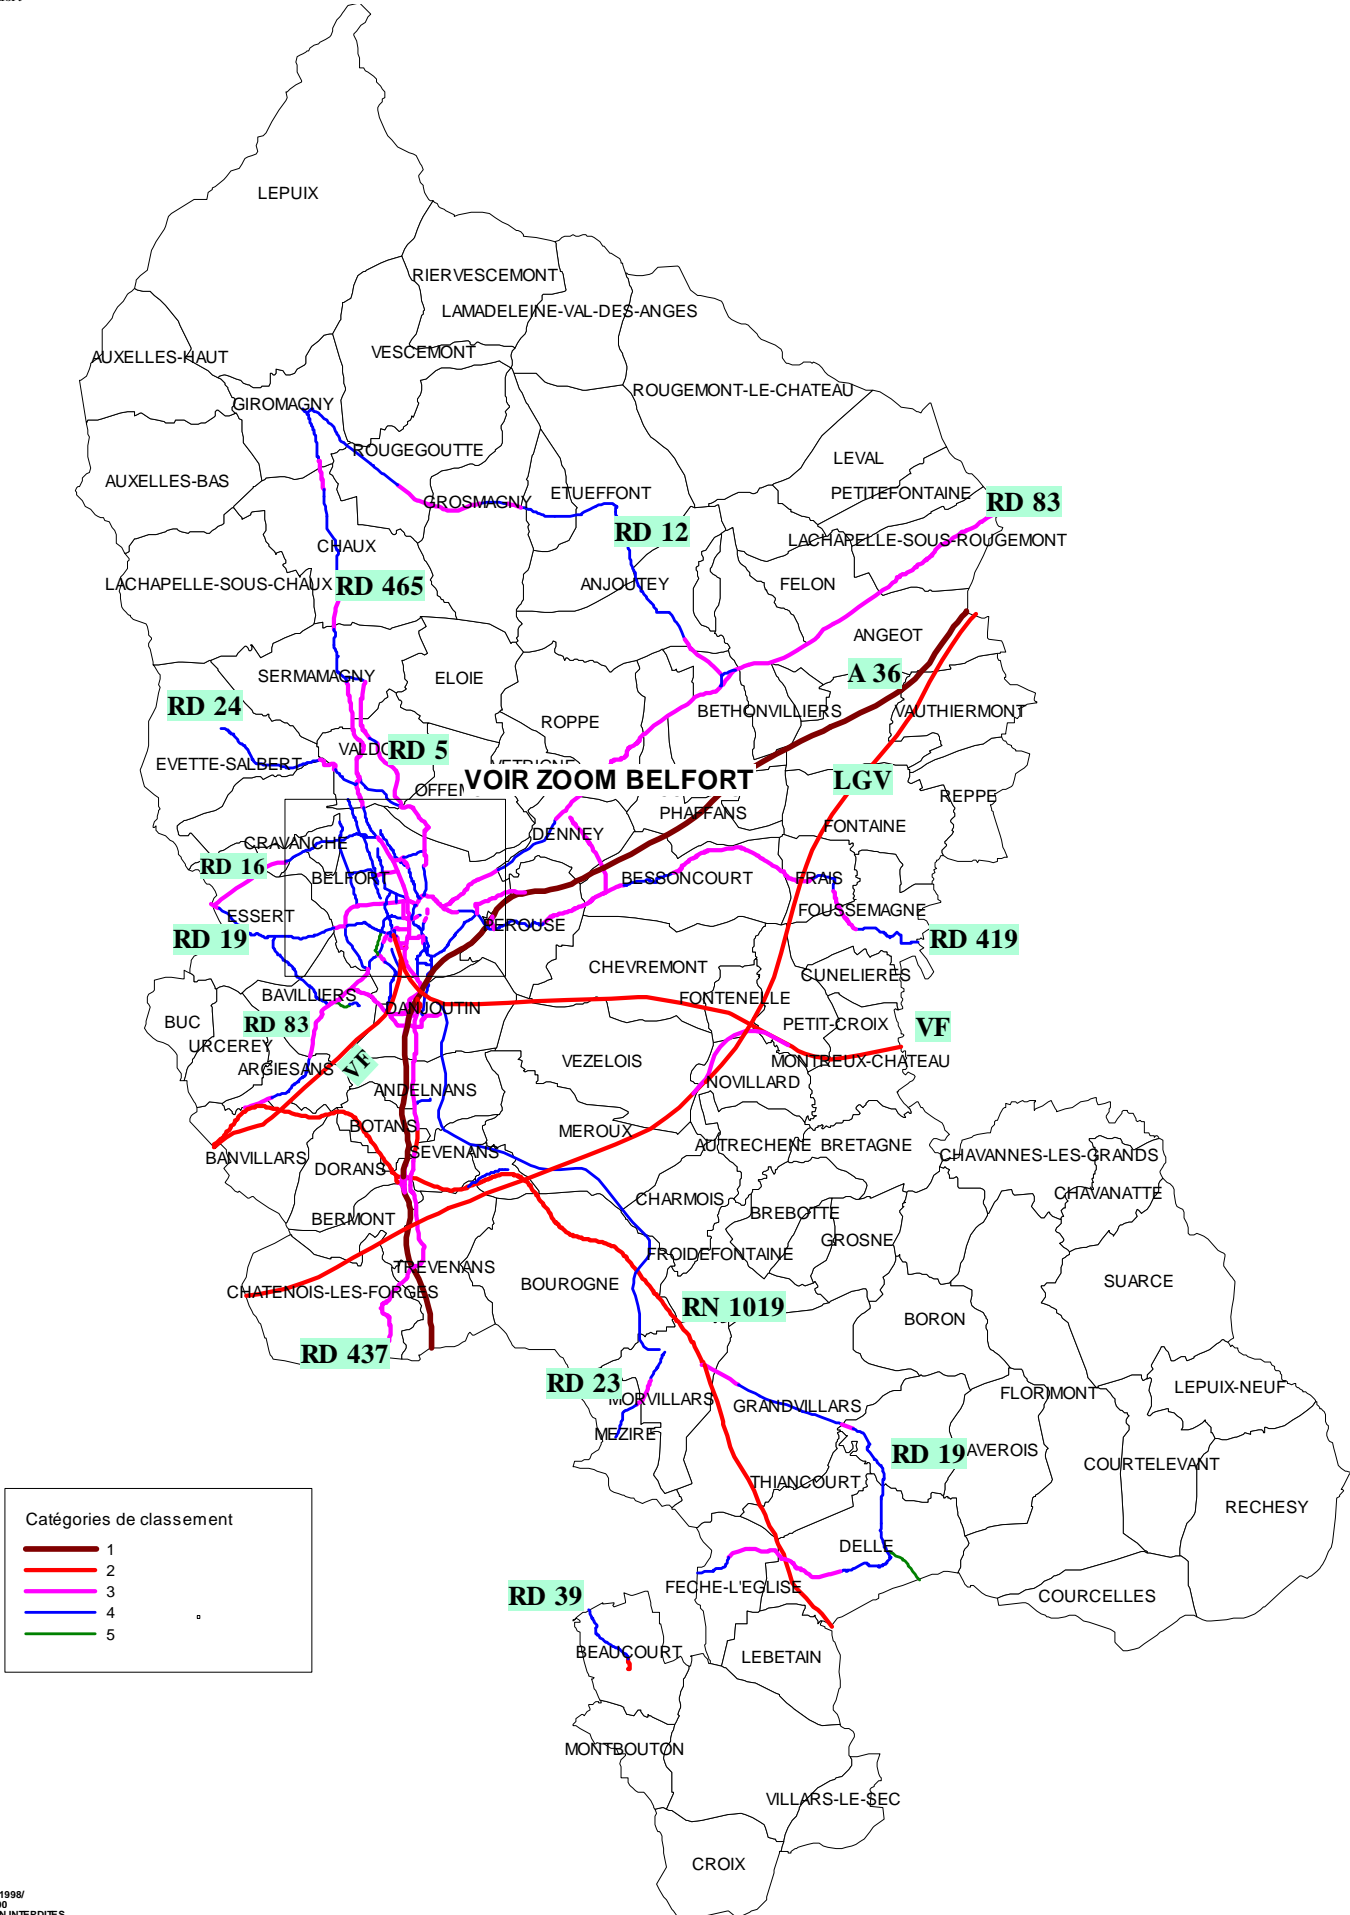 LEPUIX
RIERVESCEMONT
LAMADELEINE-VAL-DES-ANGES
AUXELLES-HAUT
VESCEMONT
ROUGEMONT-LE-CHATEAU
GIROMAGNY
ROUGEGOUTTE
LEVAL
AUXELLES-BAS
ETUEFFONT
PETITEFONTAINE
GROSMAGNY
RD 83
RD 12
CHAUX
LACHAPELLE-SOUS-ROUGEMONT
LACHAPELLE-SOUS-CHAUX
RD 465
ANJOUTEY
FELON
ANGEOT
SERMAMAGNY
ELOIE
A 36
RD 24
BETHONVILLIERS
VAUTHIERMONT
ROPPE
VALDO
RD 5
EVETTE-SALBERT
VOIR ZOOM BELFORT
LGV
OFFEM
REPPE
PHAFFANS
FONTAINE
DENNEY
CRAVANCHE
RD 16
BELFORT
BESSONCOURT
FRAIS
ESSERT
FOUSSEMAGNE
PEROUSE
RD 19
RD 419
CHEVREMONT
CUNELIERES
BAVILLIERS
FONTENELLE
DANJOUTIN
BUC
RD 83
PETIT-CROIX
VF
URCEREY
VF
ARGIESANS
VEZELOIS
MONTREUX-CHATEAU
ANDELNANS
NOVILLARD
BOTANS
MEROUX
AUTRECHENE
BRETAGNE
BANVILLARS
SEVENANS
CHAVANNES-LES-GRANDS
DORANS
CHARMOIS
CHAVANATTE
BERMONT
BREBOTTE
GROSNE
FROIDEFONTAINE
TREVENANS
BOUROGNE
SUARCE
CHATENOIS-LES-FORGES
RN 1019
BORON
RD 437
RD 23
MORVILLARS
GRANDVILLARS
FLORIMONT
LEPUIX-NEUF
MEZIRE
RD 19
AVEROIS
COURTELEVANT
THIANCOURT
RECHESY
Catégories de classement
1
2
3
4
5
DELLE
FECHE-L'EGLISE
RD 39
COURCELLES
BEAUCOURT
LEBETAIN
MONTBOUTON
VILLARS-LE-SEC
CROIX
1998/
N INTERDITES